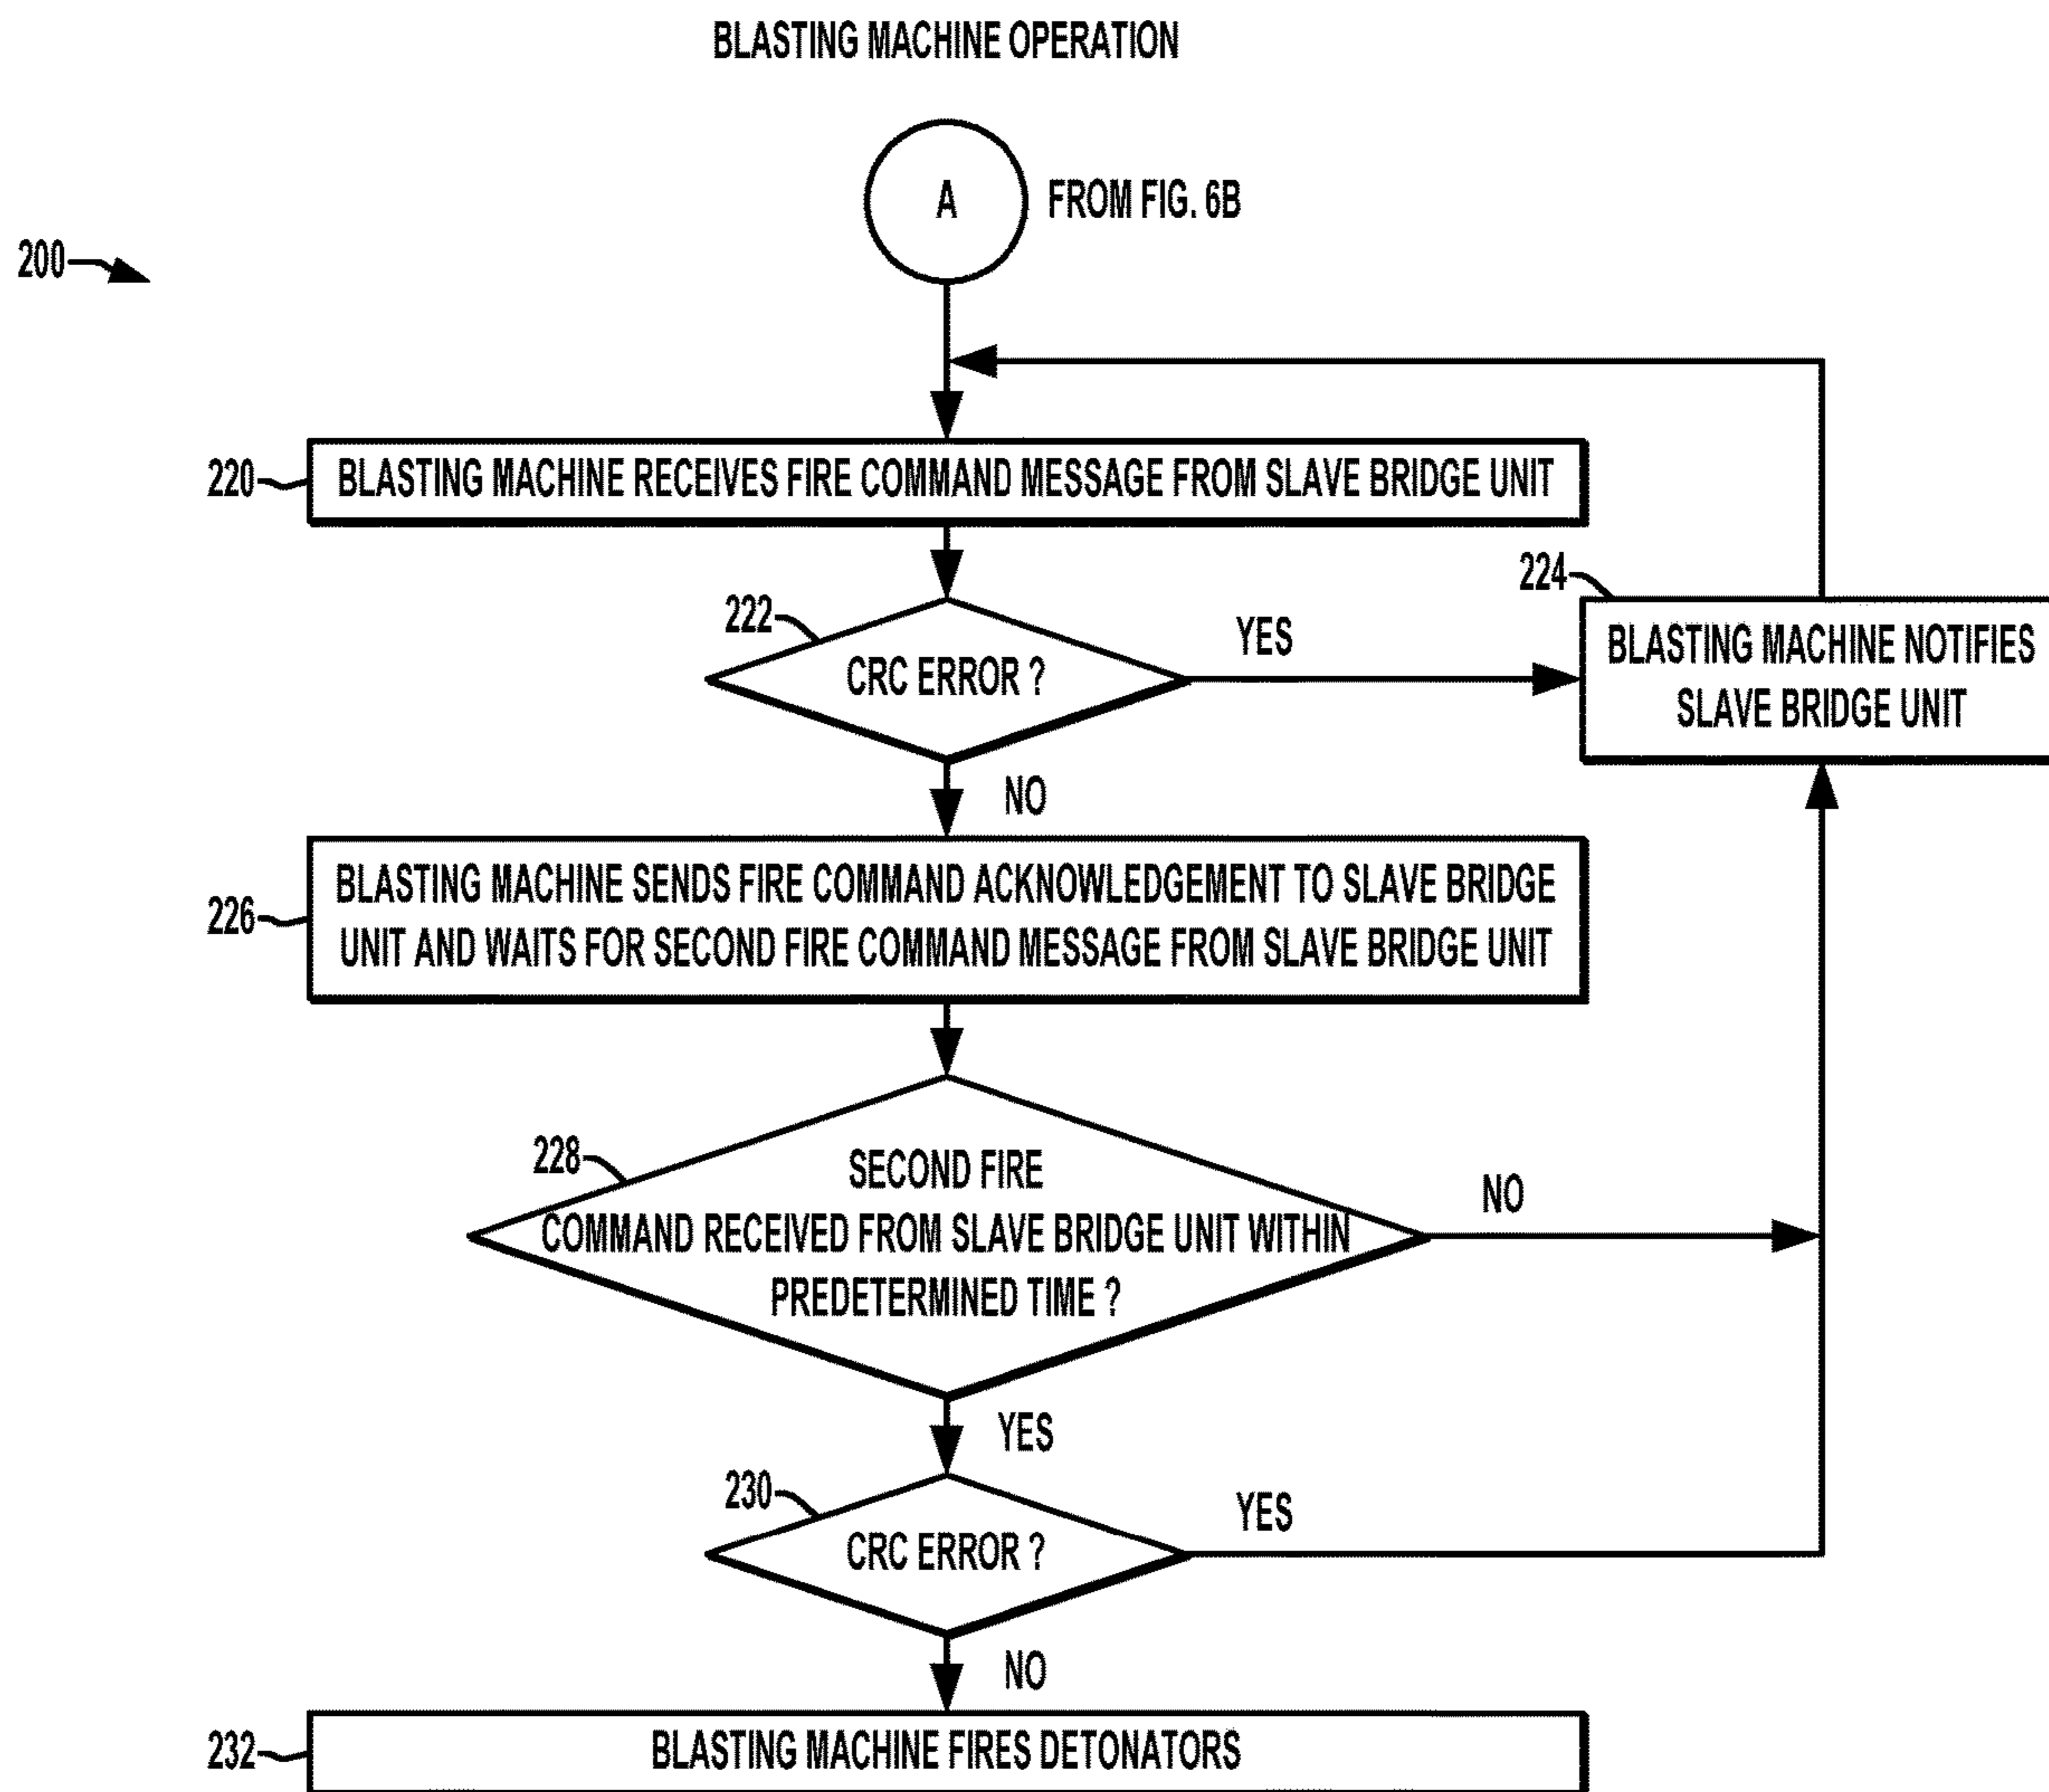 BLASTING MACHINE OPERATION
A
FROM FIG. 6B
200
220
BLASTING MACHINE RECEIVES FIRE COMMAND MESSAGE FROM SLAVE BRIDGE UNIT
222
CRC ERROR ?
YES
224
BLASTING MACHINE NOTIFIES
SLAVE BRIDGE UNIT
NO
226
BLASTING MACHINE SENDS FIRE COMMAND ACKNOWLEDGEMENT TO SLAVE BRIDGE
UNIT AND WAITS FOR SECOND FIRE COMMAND MESSAGE FROM SLAVE BRIDGE UNIT
228
SECOND FIRE
COMMAND RECEIVED FROM SLAVE BRIDGE UNIT WITHIN
PREDETERMINED TIME ?
NO
YES
230
CRC ERROR ?
YES
NO
232
BLASTING MACHINE FIRES DETONATORS